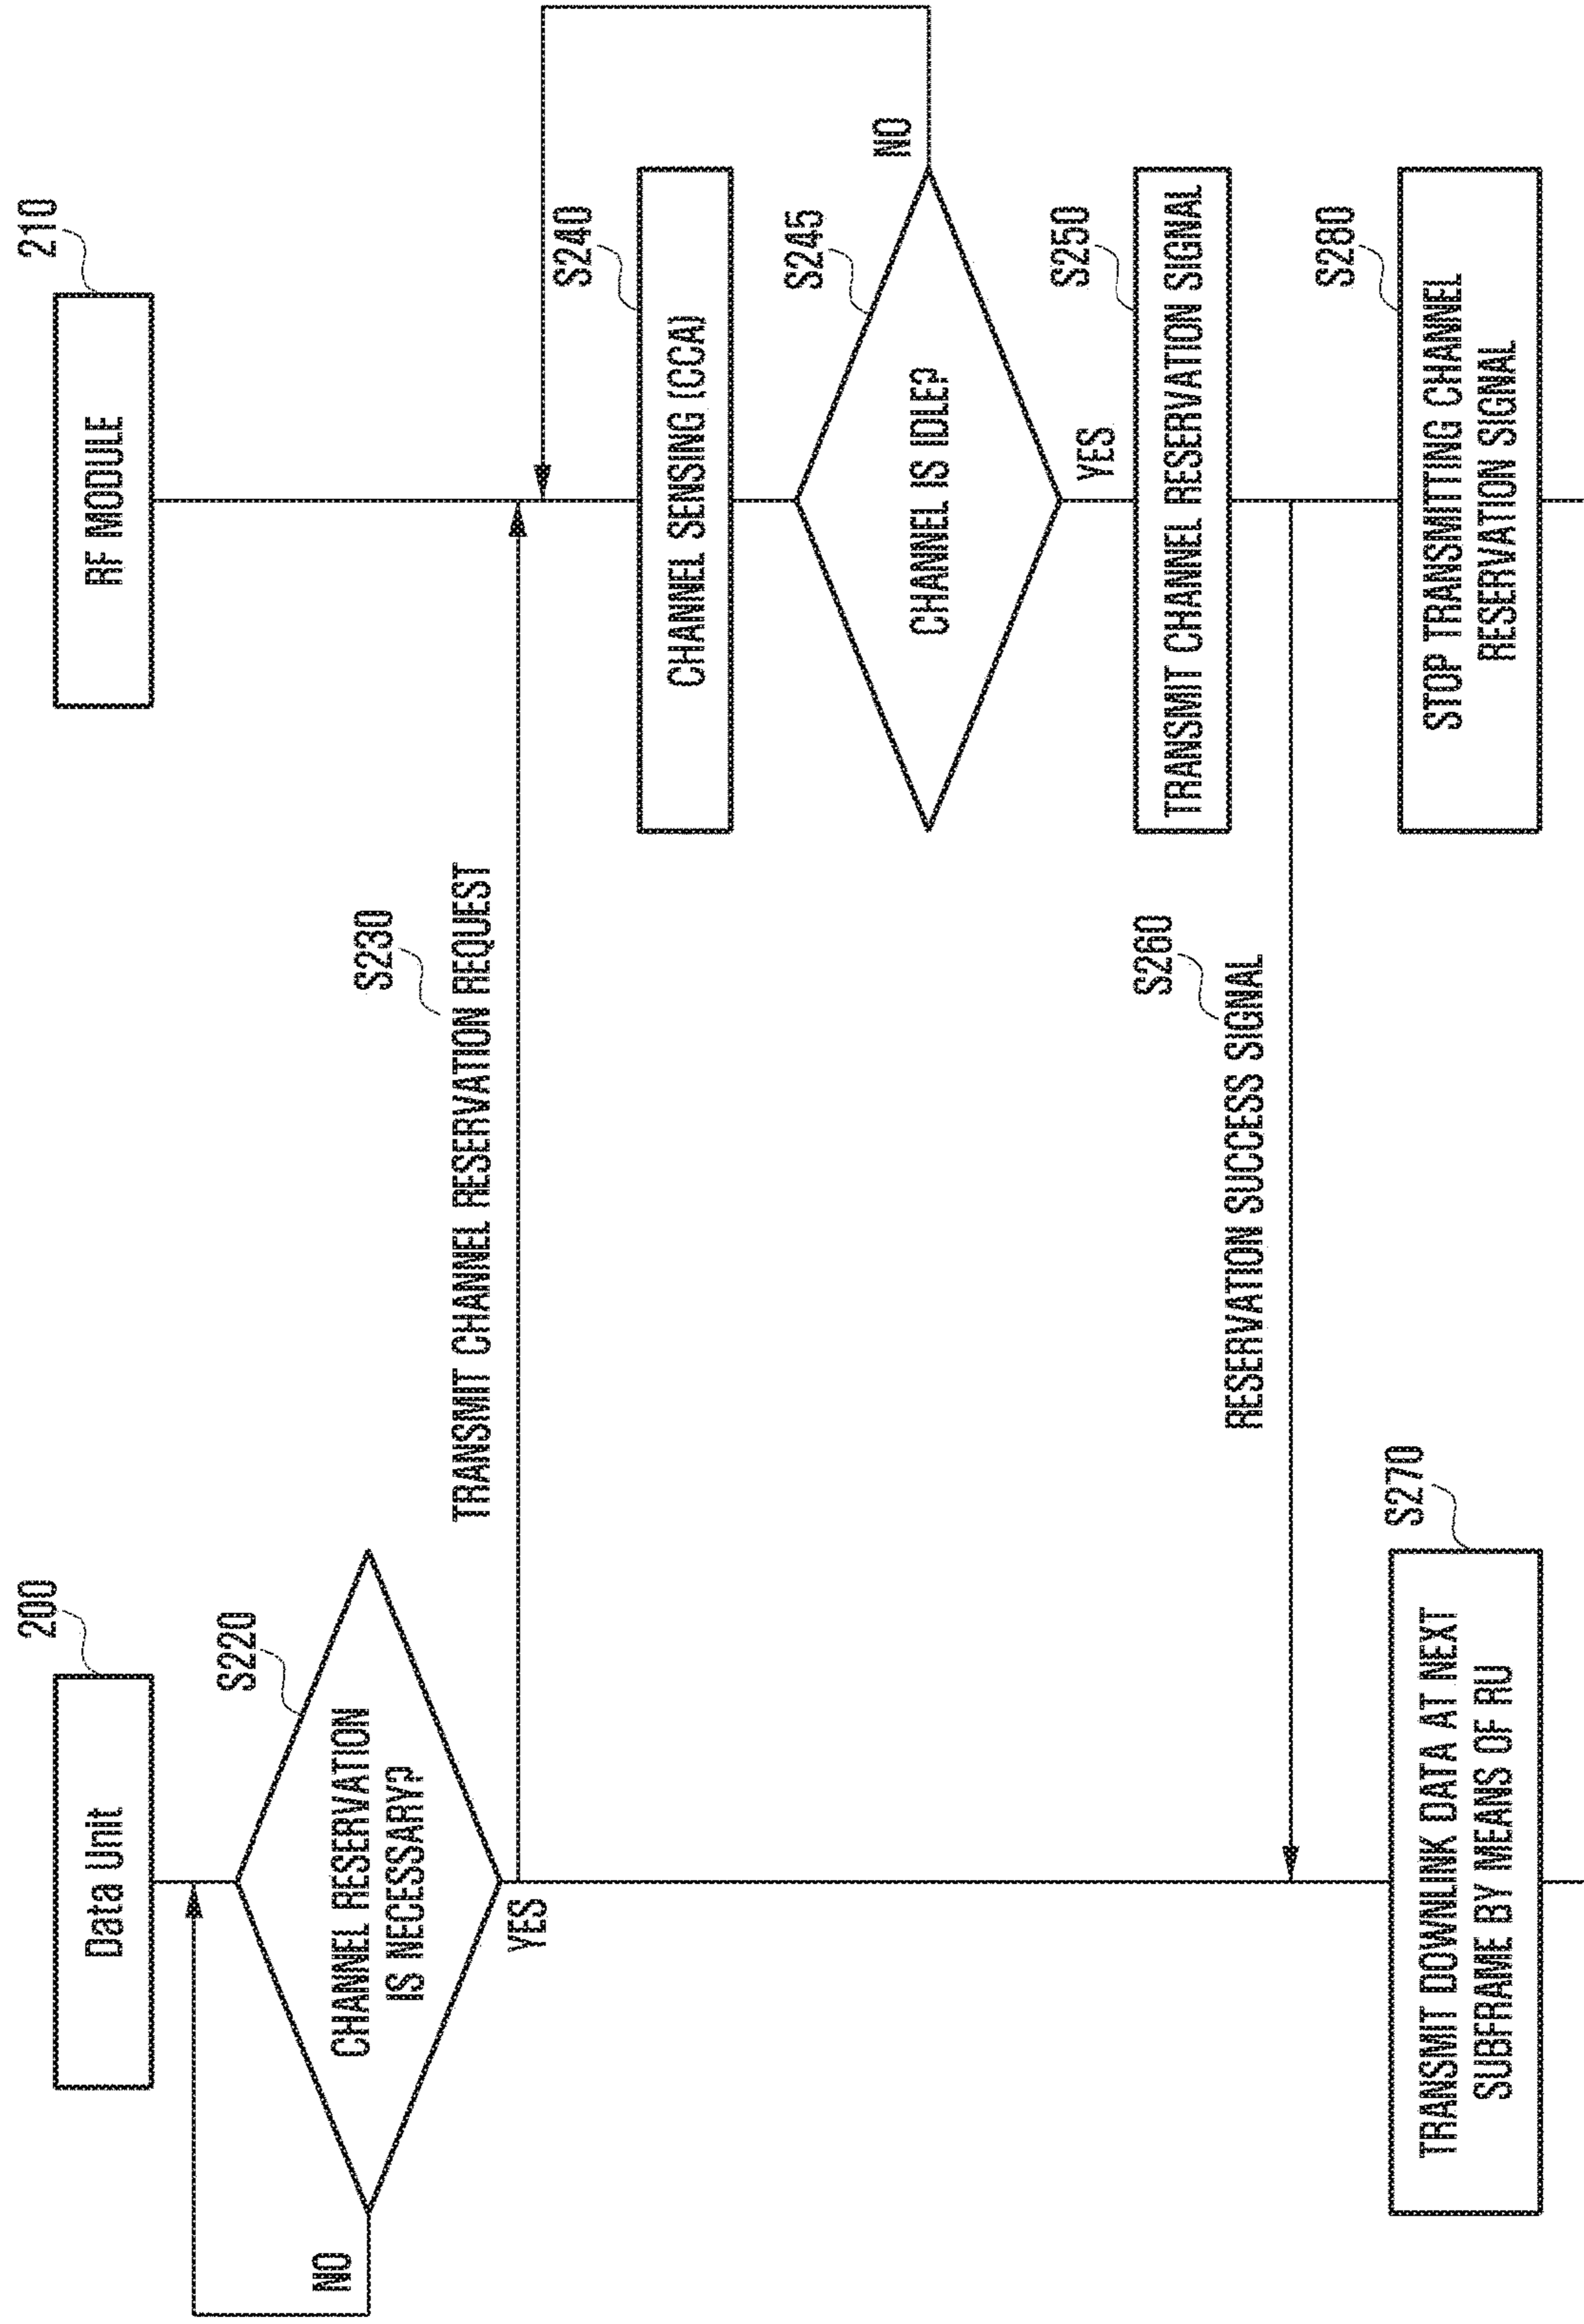 200
Data Unit
210
RF MODULE
S220
CHANNEL RESERVATION
IS NECESSARY?
NO
YES
S230
TRANSMIT CHANNEL RESERVATION REQUEST
S240
CHANNEL SENSING (CCA)
S245
CHANNEL IS IDLE?
NO
YES
S250
TRANSMIT CHANNEL RESERVATION SIGNAL
S260
RESERVATION SUCCESS SIGNAL
S270
TRANSMIT DOWNLINK DATA AT NEXT
SUBFRAME BY MEANS OF RU
S280
STOP TRANSMITTING CHANNEL
RESERVATION SIGNAL